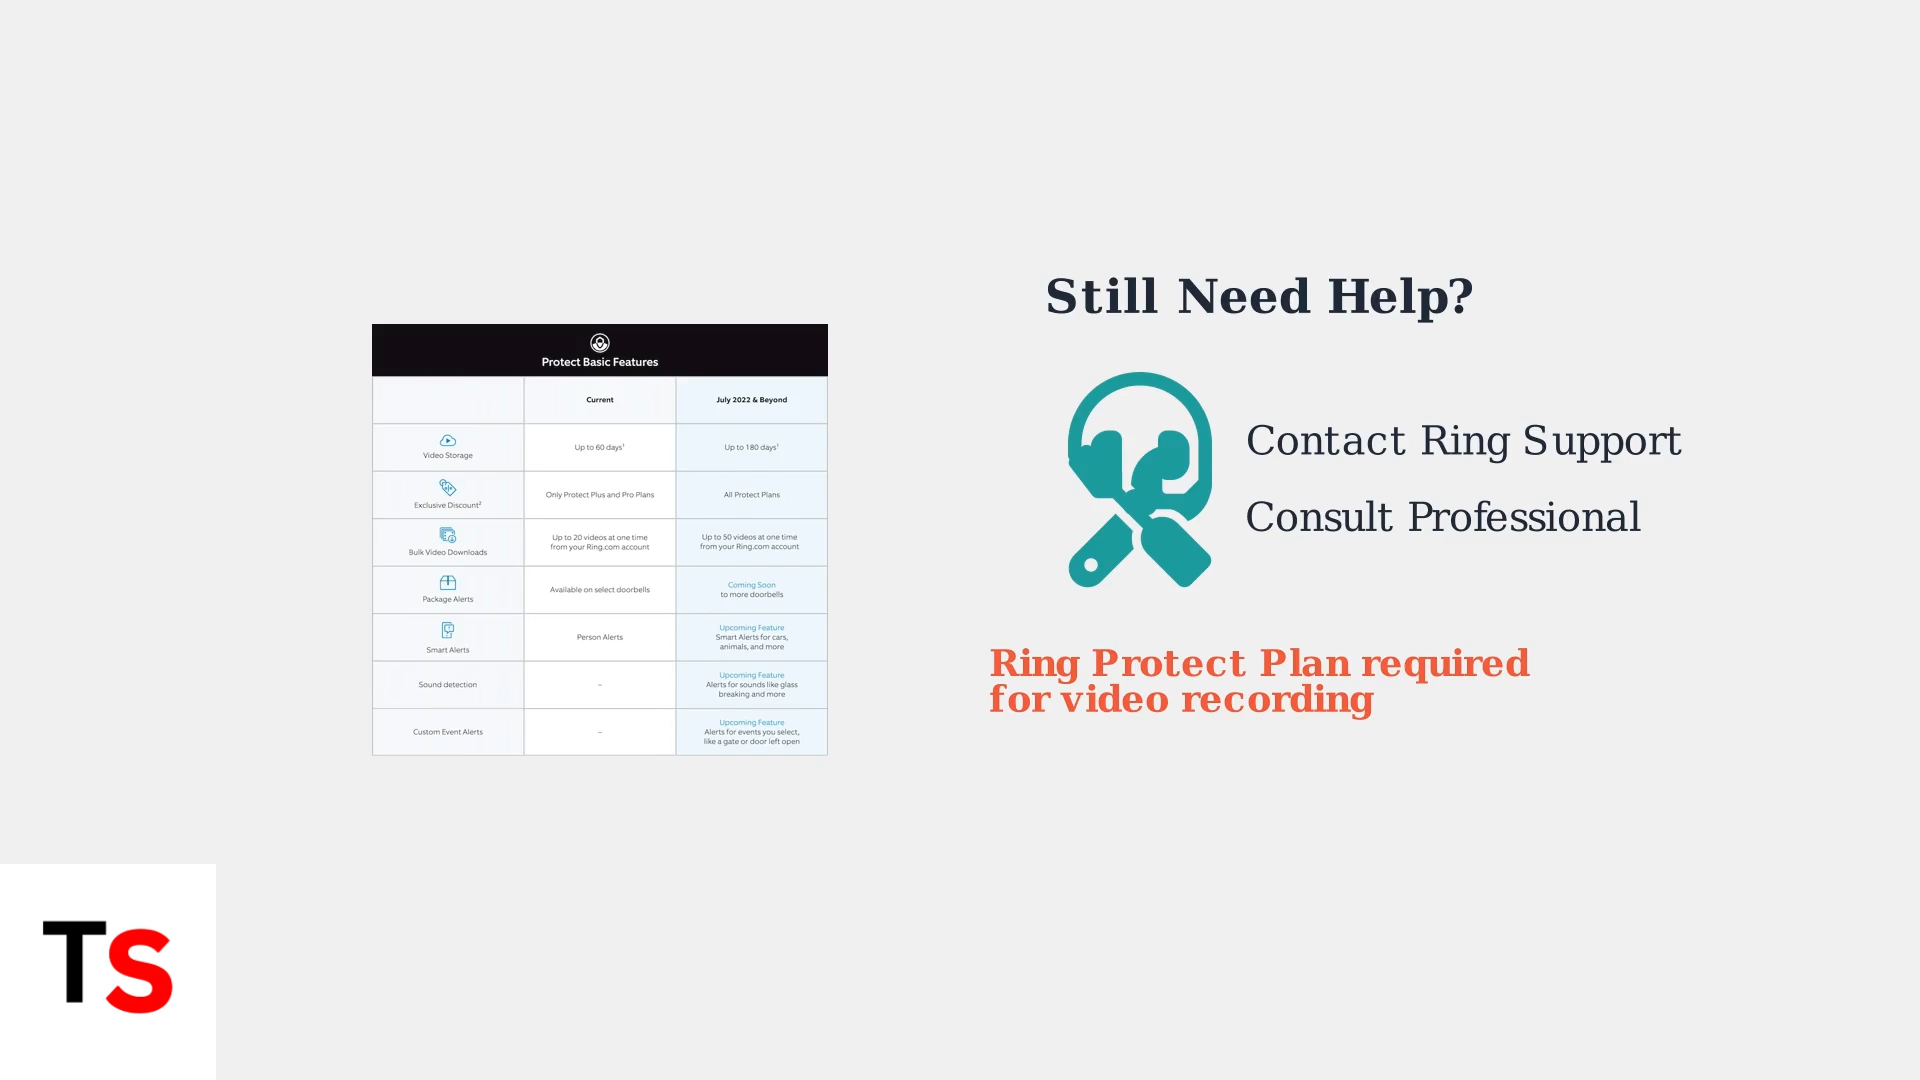 Protect Basic Features
Current
July 2022 & Beyond
Video Storage
Up to 60 days¹
Up to 180 days¹
Exclusive Discount²
Only Protect Plus and Pro Plans
All Protect Plans
Bulk Video Downloads
Up to 20 videos at one time
from your Ring.com account
Up to 50 videos at one time
from your Ring.com account
Package Alerts
Available on select doorbells
Coming Soon
to more doorbells
Smart Alerts
Person Alerts
Upcoming Feature
Smart Alerts for cars,
animals, and more
Sound detection
–
Upcoming Feature
Alerts for sounds like glass
breaking and more
Custom Event Alerts
–
Upcoming Feature
Alerts for events you select,
like a gate or door left open
Still Need Help?
Contact Ring Support
Consult Professional
Ring Protect Plan required
for video recording
TS